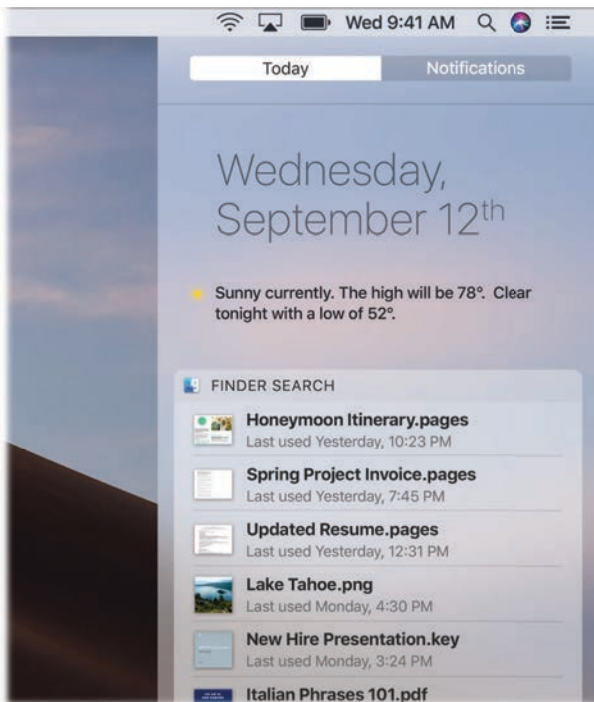 Wed 9:41 AM
Today
Notifications
Wednesday,
September 12th
Sunny currently. The high will be 78°. Clear
tonight with a low of 52°.
FINDER SEARCH
Honeymoon Itinerary.pages
Last used Yesterday, 10:23 PM
Spring Project Invoice.pages
Last used Yesterday, 7:45 PM
Updated Resume.pages
Last used Yesterday, 12:31 PM
Lake Tahoe.png
Last used Monday, 4:30 PM
New Hire Presentation.key
Last used Monday, 3:24 PM
Italian Phrases 101.pdf